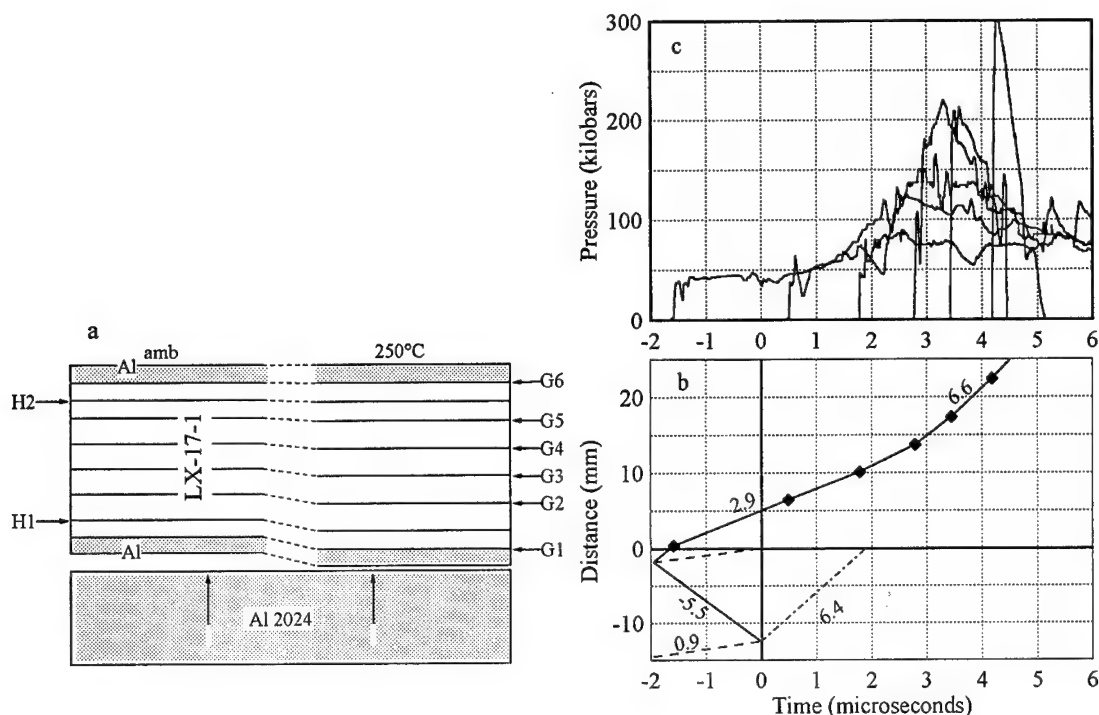 a
amb
250°C
Al
H2
LX-17-1
H1
Al
Al 2024
G6
G5
G4
G3
G2
G1
c
300
200
100
0
Pressure (kilobars)
-2 -1 0 1 2 3 4 5 6
b
20
10
0
-10
Distance (mm)
6.6
2.9
-5.5
6.4
0.9
-2 -1 0 1 2 3 4 5 6
Time (microseconds)